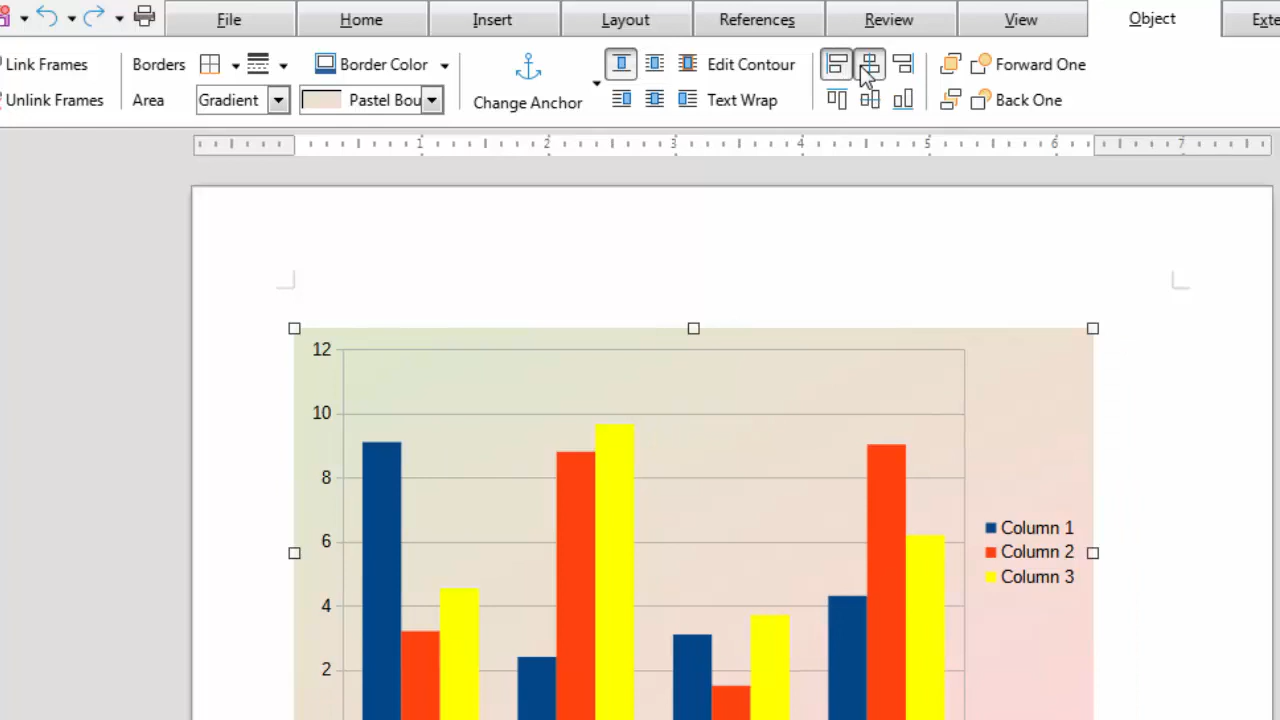 File Home Insert Layout References Review View Object Exte
Link Frames Borders Border Color Edit Contour Forward One
Unlink Frames Area Gradient Pastel Bou Change Anchor Text Wrap Back One
1 2 3 4 5 6 7
12
10
8
6
4
2
Column 1
Column 2
Column 3